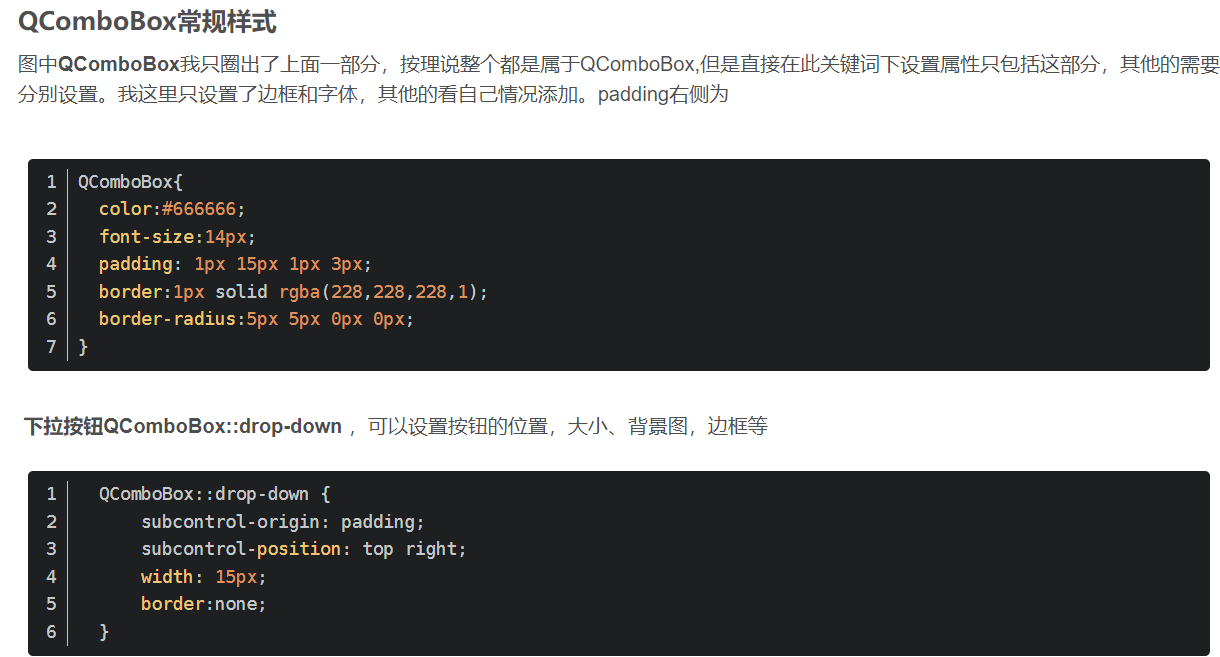 QComboBox常规样式
图中QComboBox我只圈出了上面一部分，按理说整个都是属于QComboBox,但是直接在此关键词下设置属性只包括这部分，其他的需要
分别设置。我这里只设置了边框和字体，其他的看自己情况添加。padding右侧为
1 QComboBox{
2   color:#666666;
3   font-size:14px;
4   padding: 1px 15px 1px 3px;
5   border:1px solid rgba(228,228,228,1);
6   border-radius:5px 5px 0px 0px;
7 }
下拉按钮QComboBox::drop-down ，可以设置按钮的位置，大小、背景图，边框等
1   QComboBox::drop-down {
2       subcontrol-origin: padding;
3       subcontrol-position: top right;
4       width: 15px;
5       border:none;
6   }